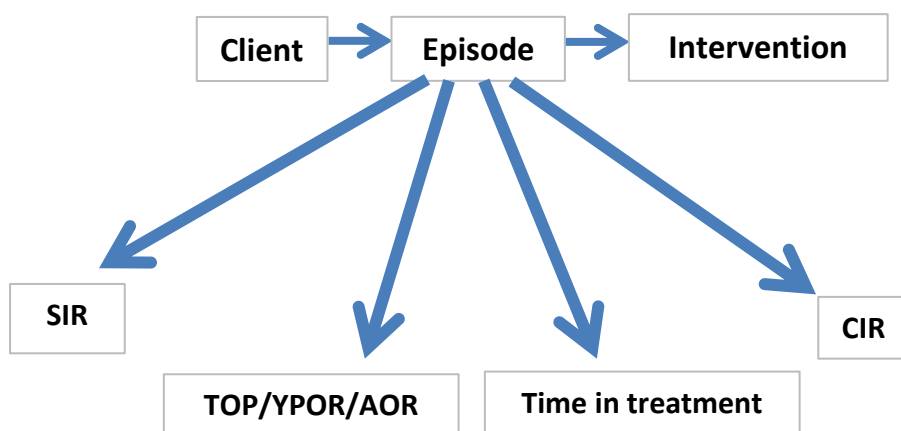 Client
Episode
Intervention
SIR
CIR
TOP/YPOR/AOR
Time in treatment